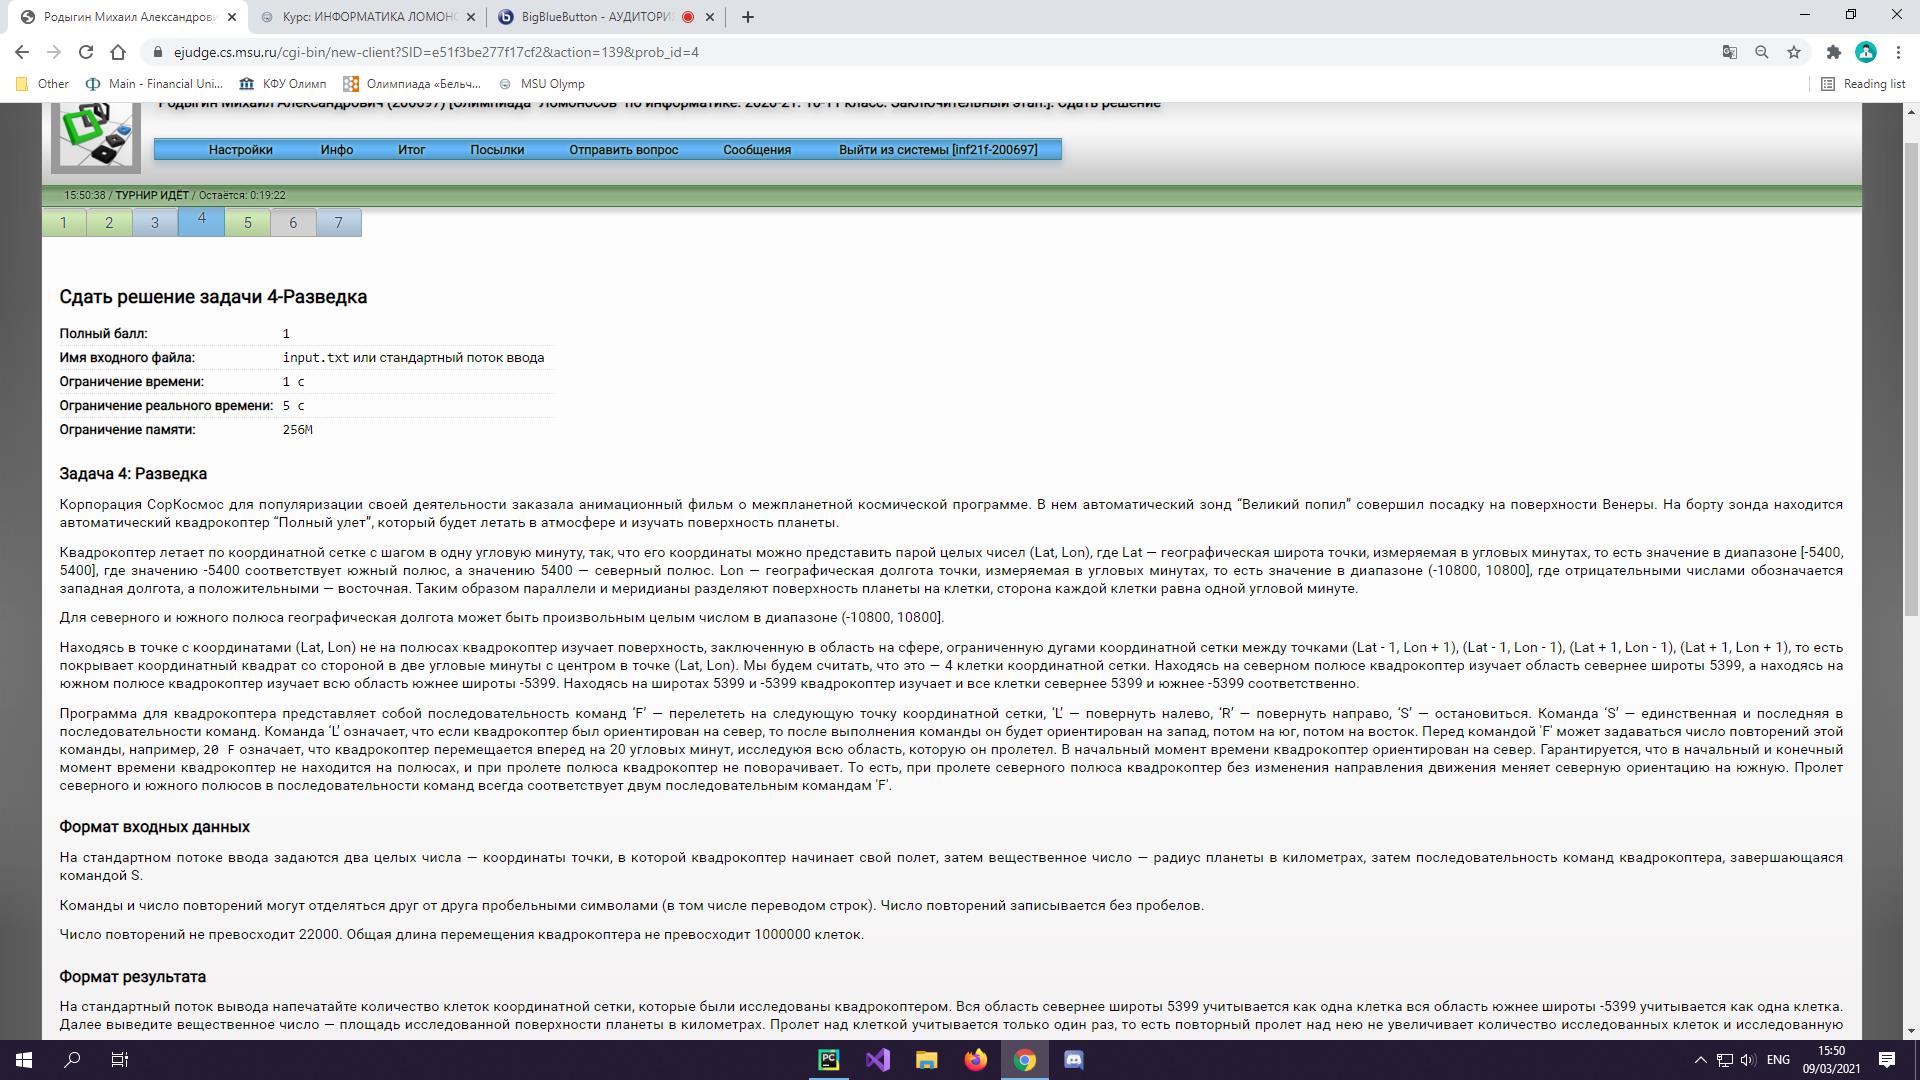 Родыгин Михаил Александрови
Курс: ИНФОРМАТИКА ЛОМОНО
BigBlueButton - АУДИТОРИЯ
ejudge.cs.msu.ru/cgi-bin/new-client?SID=e51f3be277f17cf2&action=139&prob_id=4
Other
Main - Financial Uni...
КФУ Олимп
Олимпиада «Бельч...
MSU Olymp
Reading list
Родыгин Михаил Александрович (200697) [Олимпиада "Ломоносов" по информатике. 2020-21. 10-11 класс. Заключительный этап.]: Сдать решение
Настройки Инфо Итог Посылки Отправить вопрос Сообщения Выйти из системы [inf21f-200697]
15:50:38 / ТУРНИР ИДЁТ / Остаётся: 0:19:22
1 2 3 4 5 6 7
Сдать решение задачи 4-Разведка
Полный балл: 1
Имя входного файла: input.txt или стандартный поток ввода
Ограничение времени: 1 с
Ограничение реального времени: 5 с
Ограничение памяти: 256M
Задача 4: Разведка
Корпорация СорКосмос для популяризации своей деятельности заказала анимационный фильм о межпланетной космической программе. В нем автоматический зонд “Великий попил” совершил посадку на поверхности Венеры. На борту зонда находится
автоматический квадрокоптер “Полный улет”, который будет летать в атмосфере и изучать поверхность планеты.
Квадрокоптер летает по координатной сетке с шагом в одну угловую минуту, так, что его координаты можно представить парой целых чисел (Lat, Lon), где Lat — географическая широта точки, измеряемая в угловых минутах, то есть значение в диапазоне [-5400,
5400], где значению -5400 соответствует южный полюс, а значению 5400 — северный полюс. Lon — географическая долгота точки, измеряемая в угловых минутах, то есть значение в диапазоне (-10800, 10800], где отрицательными числами обозначается
западная долгота, а положительными — восточная. Таким образом параллели и меридианы разделяют поверхность планеты на клетки, сторона каждой клетки равна одной угловой минуте.
Для северного и южного полюса географическая долгота может быть произвольным целым числом в диапазоне (-10800, 10800].
Находясь в точке с координатами (Lat, Lon) не на полюсах квадрокоптер изучает поверхность, заключенную в область на сфере, ограниченную дугами координатной сетки между точками (Lat - 1, Lon + 1), (Lat - 1, Lon - 1), (Lat + 1, Lon - 1), (Lat + 1, Lon + 1), то есть
покрывает координатный квадрат со стороной в две угловые минуты с центром в точке (Lat, Lon). Мы будем считать, что это — 4 клетки координатной сетки. Находясь на северном полюсе квадрокоптер изучает область севернее широты 5399, а находясь на
южном полюсе квадрокоптер изучает всю область южнее широты -5399. Находясь на широтах 5399 и -5399 квадрокоптер изучает и все клетки севернее 5399 и южнее -5399 соответственно.
Программа для квадрокоптера представляет собой последовательность команд ‘F’ — перелететь на следующую точку координатной сетки, ‘L’ — повернуть налево, ‘R’ — повернуть направо, ‘S’ — остановиться. Команда ‘S’ — единственная и последняя в
последовательности команд. Команда ‘L’ означает, что если квадрокоптер был ориентирован на север, то после выполнения команды он будет ориентирован на запад, потом на юг, потом на восток. Перед командой 'F' может задаваться число повторений этой
команды, например, 20 F означает, что квадрокоптер перемещается вперед на 20 угловых минут, исследуюя всю область, которую он пролетел. В начальный момент времени квадрокоптер ориентирован на север. Гарантируется, что в начальный и конечный
момент времени квадрокоптер не находится на полюсах, и при пролете полюса квадрокоптер не поворачивает. То есть, при пролете северного полюса квадрокоптер без изменения направления движения меняет северную ориентацию на южную. Пролет
северного и южного полюсов в последовательности команд всегда соответствует двум последовательным командам 'F'.
Формат входных данных
На стандартном потоке ввода задаются два целых числа — координаты точки, в которой квадрокоптер начинает свой полет, затем вещественное число — радиус планеты в километрах, затем последовательность команд квадрокоптера, завершающаяся
командой S.
Команды и число повторений могут отделяться друг от друга пробельными символами (в том числе переводом строк). Число повторений записывается без пробелов.
Число повторений не превосходит 22000. Общая длина перемещения квадрокоптера не превосходит 1000000 клеток.
Формат результата
На стандартный поток вывода напечатайте количество клеток координатной сетки, которые были исследованы квадрокоптером. Вся область севернее широты 5399 учитывается как одна клетка вся область южнее широты -5399 учитывается как одна клетка.
Далее выведите вещественное число — площадь исследованной поверхности планеты в километрах. Пролет над клеткой учитывается только один раз, то есть повторный пролет над нею не увеличивает количество исследованных клеток и исследованную
ENG
15:50
09/03/2021